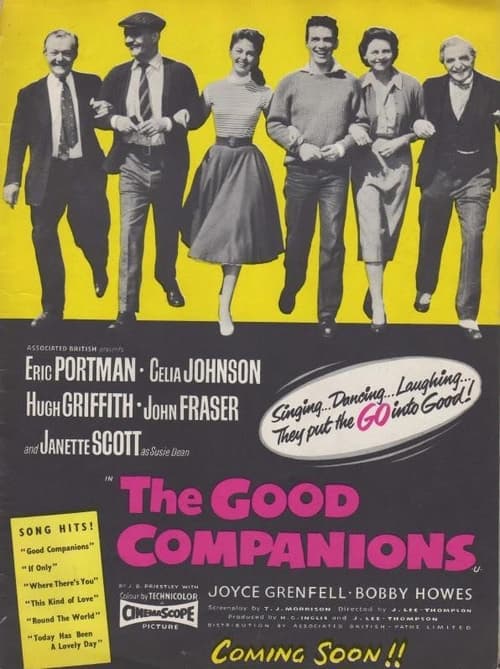 ASSOCIATED BRITISH presents
ERIC PORTMAN · CELIA JOHNSON
HUGH GRIFFITH · JOHN FRASER
and JANETTE SCOTT as Susie Dean
Singing... Dancing... Laughing...
They put the GO into Good!
IN
The GOOD
COMPANIONS
U
SONG HITS!
"Good Companions"
"If Only"
"Where There's You"
"This Kind of Love"
"Round The World"
"Today Has Been
A Lovely Day"
BY J. B. PRIESTLEY WITH
Colour by TECHNICOLOR
CINEMASCOPE
PICTURE
JOYCE GRENFELL · BOBBY HOWES
Screenplay by T. J. MORRISON Directed by J. LEE-THOMPSON
Produced by H. G. INGLIS and J. LEE-THOMPSON
DISTRIBUTION BY ASSOCIATED BRITISH-PATHE LIMITED
COMING SOON!!